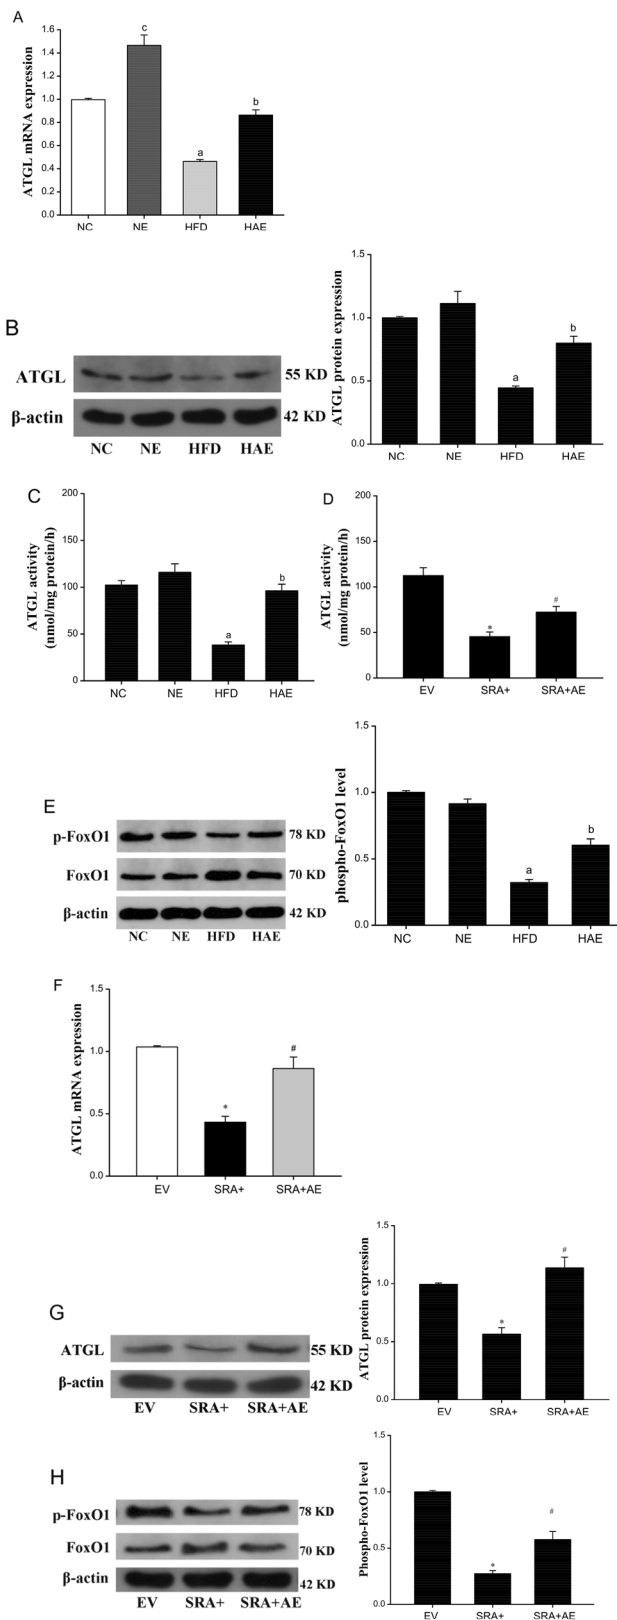 A
ATGL mRNA expression
1.6
1.4
1.2
1.0
0.8
0.6
0.4
0.2
0.0
c
a
b
NC NE HFD HAE
B
ATGL 55 KD
β-actin 42 KD
NC NE HFD HAE
ATGL protein expression
1.5
1.0
0.5
0.0
a
b
NC NE HFD HAE
C
ATGL activity
(nmol/mg protein/h)
200
150
100
50
0
a
b
NC NE HFD HAE
D
ATGL activity
(nmol/mg protein/h)
200
150
100
50
0
*
#
EV SRA+ SRA+AE
E
p-FoxO1 78 KD
FoxO1 70 KD
β-actin 42 KD
NC NE HFD HAE
phospho-FoxO1 level
1.5
1.0
0.5
0.0
a
b
NC NE HFD HAE
F
ATGL mRNA expression
1.5
1.0
0.5
0.0
*
#
EV SRA+ SRA+AE
G
ATGL 55 KD
β-actin 42 KD
EV SRA+ SRA+AE
ATGL protein expression
1.5
1.0
0.5
0.0
*
#
EV SRA+ SRA+AE
H
p-FoxO1 78 KD
FoxO1 70 KD
β-actin 42 KD
EV SRA+ SRA+AE
Phospho-FoxO1 level
1.5
1.0
0.5
0.0
*
#
EV SRA+ SRA+AE